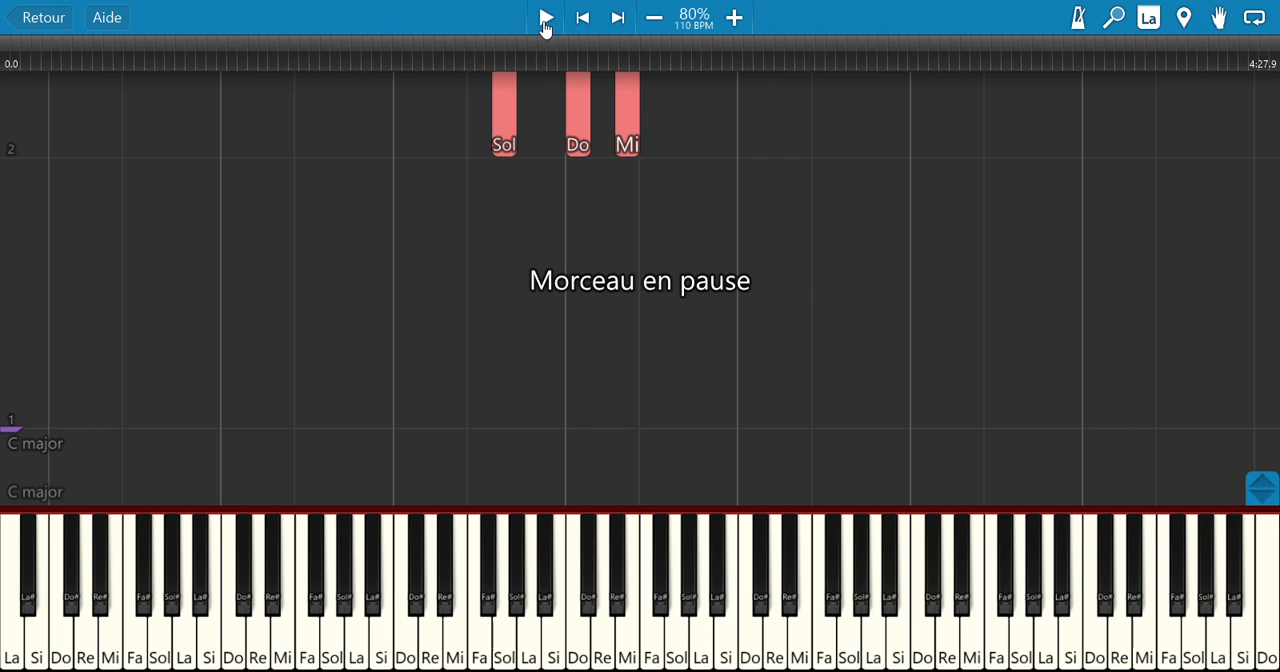 Retour Aide 80%
110 BPM
La
0.0 4:27.9
2 Sol Do Mi
Morceau en pause
1
C major
C major
La# Do# Re# Fa# Sol# La# Do# Re# Fa# Sol# La# Do# Re# Fa# Sol# La# Do# Re# Fa# Sol# La# Do# Re# Fa# Sol# La# Do# Re# Fa# Sol# La# Do# Re# Fa# Sol# La#
La Si Do Re Mi Fa Sol La Si Do Re Mi Fa Sol La Si Do Re Mi Fa Sol La Si Do Re Mi Fa Sol La Si Do Re Mi Fa Sol La Si Do Re Mi Fa Sol La Si Do Re Mi Fa Sol La Si Do